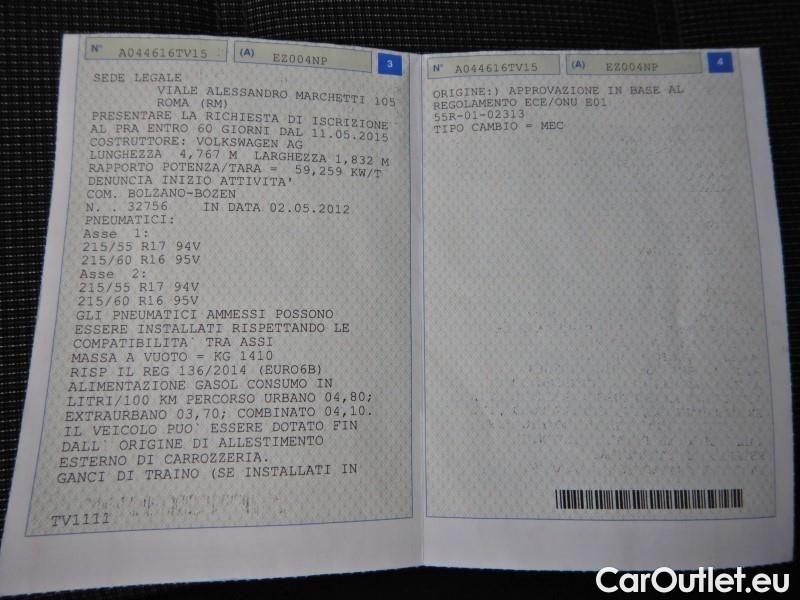 N° A044616TV15 (A) EZ004NP 3
SEDE LEGALE
VIALE ALESSANDRO MARCHETTI 105
ROMA (RM)
PRESENTARE LA RICHIESTA DI ISCRIZIONE
AL PRA ENTRO 60 GIORNI DAL 11.05.2015
COSTRUTTORE: VOLKSWAGEN AG
LUNGHEZZA 4,767 M LARGHEZZA 1,832 M
RAPPORTO POTENZA/TARA = 59,259 KW/T
DENUNCIA INIZIO ATTIVITA'
COM. BOLZANO-BOZEN
N. . 32756 IN DATA 02.05.2012
PNEUMATICI:
Asse 1:
215/55 R17 94V
215/60 R16 95V
Asse 2:
215/55 R17 94V
215/60 R16 95V
GLI PNEUMATICI AMMESSI POSSONO
ESSERE INSTALLATI RISPETTANDO LE
COMPATIBILITA` TRA ASSI
MASSA A VUOTO = KG 1410
RISP IL REG 136/2014 (EURO6B)
ALIMENTAZIONE GASOL CONSUMO IN
LITRI/100 KM PERCORSO URBANO 04,80;
EXTRAURBANO 03,70; COMBINATO 04,10.
IL VEICOLO PUO` ESSERE DOTATO FIN
DALL` ORIGINE DI ALLESTIMENTO
ESTERNO DI CARROZZERIA.
GANCI DI TRAINO (SE INSTALLATI IN
TV1111
N° A044616TV15 (A) EZ004NP 4
ORIGINE:) APPROVAZIONE IN BASE AL
REGOLAMENTO ECE/ONU E01
55R-01-02313
TIPO CAMBIO = MEC
CarOutlet.eu